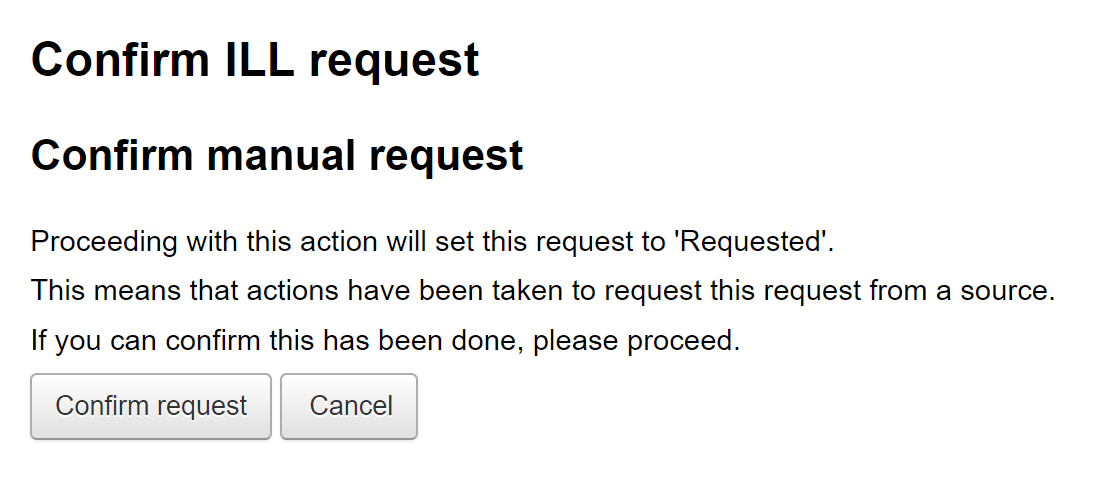 Confirm ILL request
Confirm manual request
Proceeding with this action will set this request to 'Requested'.
This means that actions have been taken to request this request from a source.
If you can confirm this has been done, please proceed.
Confirm request Cancel